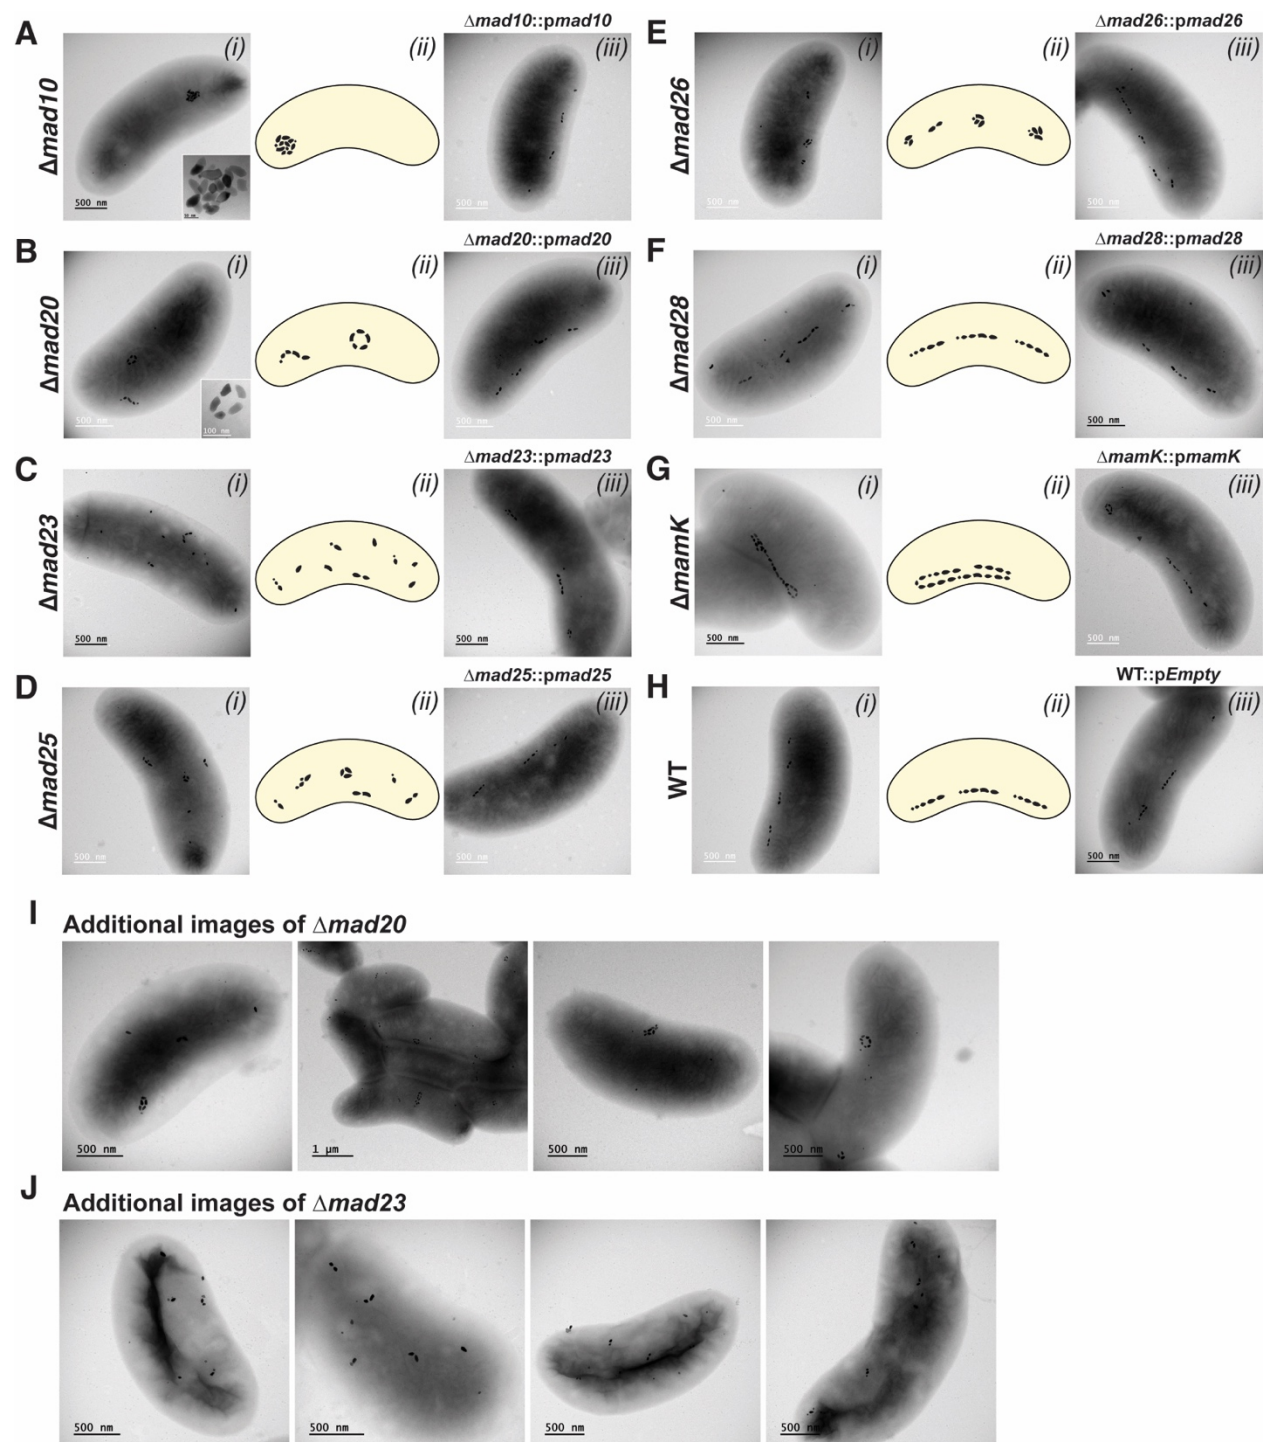 A
Δmad10
(i)
500 nm
(ii)
Δmad10::pmad10
(iii)
500 nm
B
Δmad20
(i)
500 nm
100 nm
(ii)
Δmad20::pmad20
(iii)
500 nm
C
Δmad23
(i)
500 nm
(ii)
Δmad23::pmad23
(iii)
500 nm
D
Δmad25
(i)
500 nm
(ii)
Δmad25::pmad25
(iii)
500 nm
E
Δmad26
(i)
500 nm
(ii)
Δmad26::pmad26
(iii)
500 nm
F
Δmad28
(i)
500 nm
(ii)
Δmad28::pmad28
(iii)
500 nm
G
ΔmamK
(i)
500 nm
(ii)
ΔmamK::pmamK
(iii)
500 nm
H
WT
(i)
500 nm
(ii)
WT::pEmpty
(iii)
500 nm
I
Additional images of Δmad20
500 nm
1 μm
500 nm
500 nm
J
Additional images of Δmad23
500 nm
500 nm
500 nm
500 nm